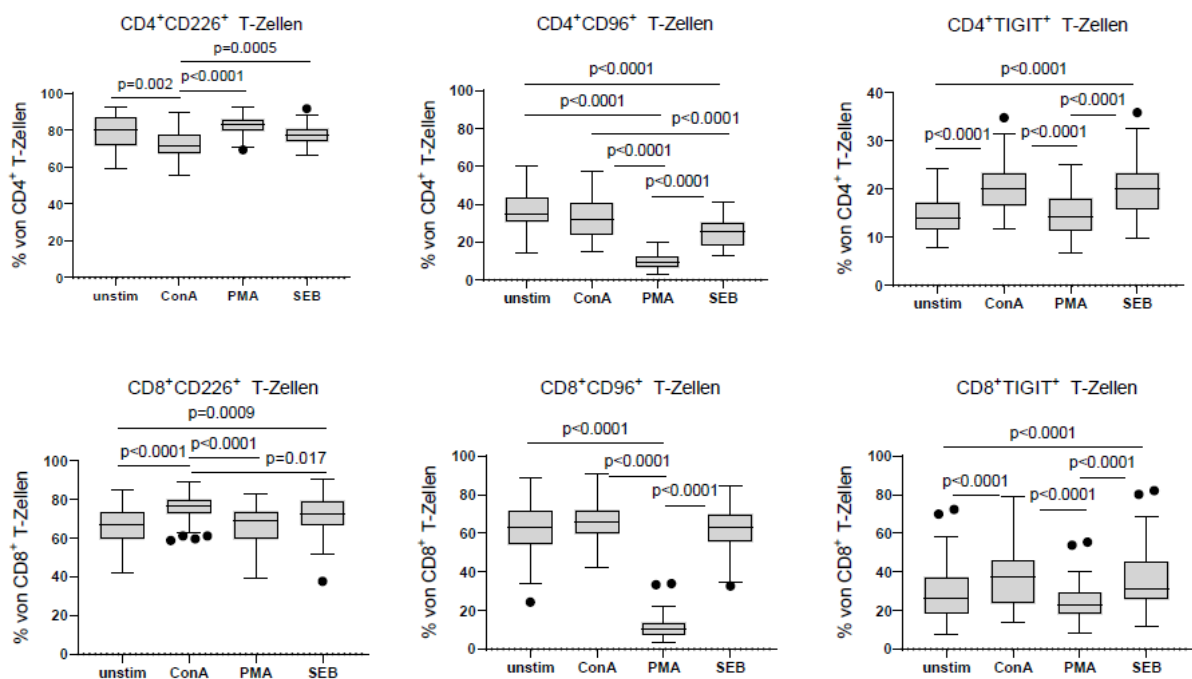 CD4⁺CD226⁺ T-Zellen
p=0.0005
p=0.002
p<0.0001
% von CD4⁺ T-Zellen
100
80
60
40
20
0
unstim
ConA
PMA
SEB
CD4⁺CD96⁺ T-Zellen
p<0.0001
p<0.0001
p<0.0001
p<0.0001
p<0.0001
% von CD4⁺ T-Zellen
100
80
60
40
20
0
unstim
ConA
PMA
SEB
CD4⁺TIGIT⁺ T-Zellen
p<0.0001
p<0.0001
p<0.0001
p<0.0001
% von CD4⁺ T-Zellen
40
30
20
10
0
unstim
ConA
PMA
SEB
CD8⁺CD226⁺ T-Zellen
p=0.0009
p<0.0001
p<0.0001
p=0.017
% von CD8⁺ T-Zellen
100
80
60
40
20
0
unstim
ConA
PMA
SEB
CD8⁺CD96⁺ T-Zellen
p<0.0001
p<0.0001
p<0.0001
% von CD8⁺ T-Zellen
100
80
60
40
20
0
unstim
ConA
PMA
SEB
CD8⁺TIGIT⁺ T-Zellen
p<0.0001
p<0.0001
p<0.0001
p<0.0001
% von CD8⁺ T-Zellen
100
80
60
40
20
0
unstim
ConA
PMA
SEB